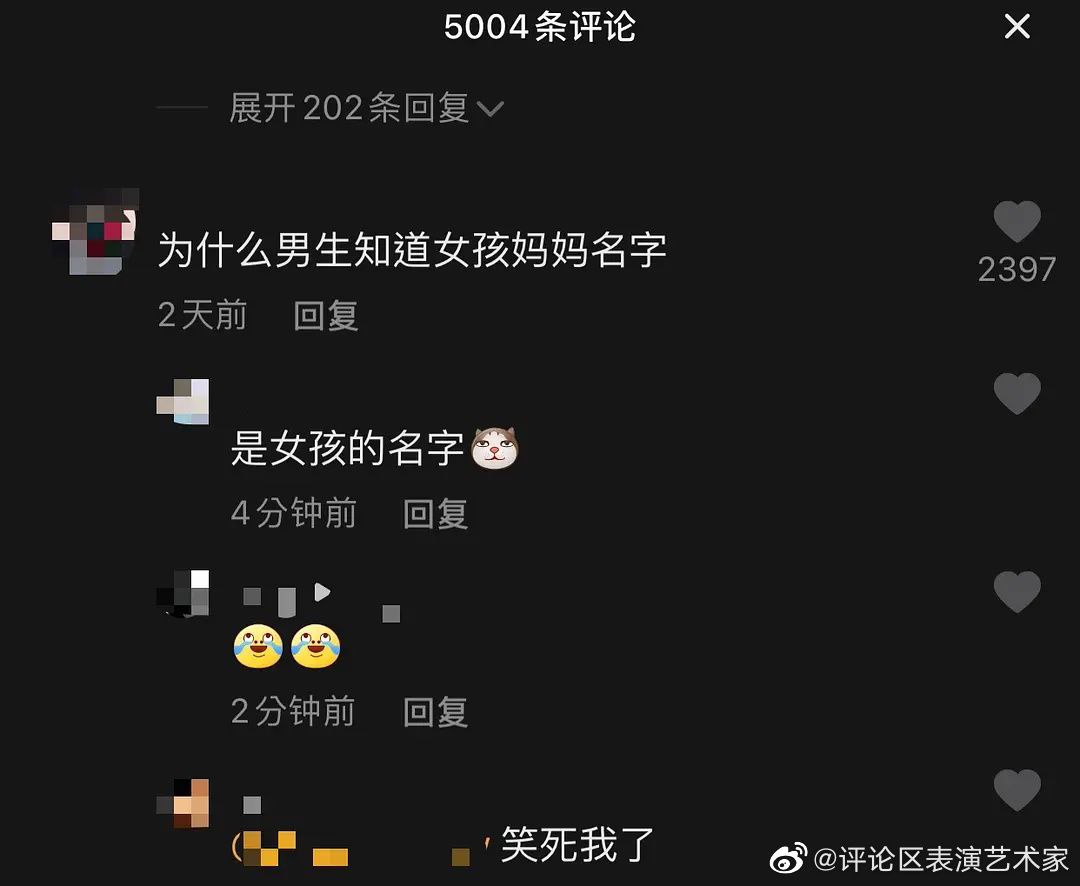 5004条评论
展开202条回复
为什么男生知道女孩妈妈名字
2397
2天前 回复
是女孩的名字
4分钟前 回复
2分钟前 回复
笑死我了
@评论区表演艺术家